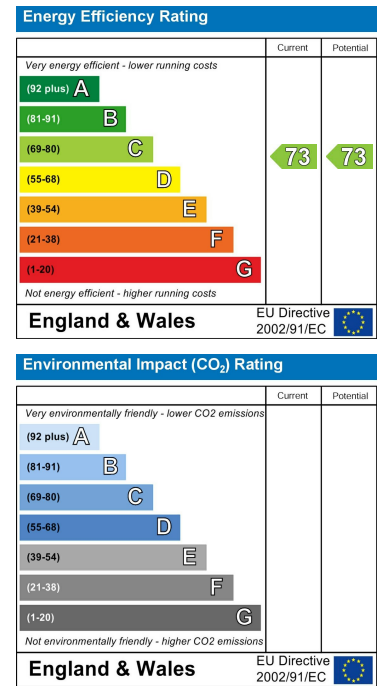 Energy Efficiency Rating
Current Potential
Very energy efficient - lower running costs
(92 plus) A
(81-91) B
(69-80) C
73 73
(55-68) D
(39-54) E
(21-38) F
(1-20) G
Not energy efficient - higher running costs
England & Wales
EU Directive
2002/91/EC
Environmental Impact (CO₂) Rating
Current Potential
Very environmentally friendly - lower CO2 emissions
(92 plus) A
(81-91) B
(69-80) C
(55-68) D
(39-54) E
(21-38) F
(1-20) G
Not environmentally friendly - higher CO2 emissions
England & Wales
EU Directive
2002/91/EC